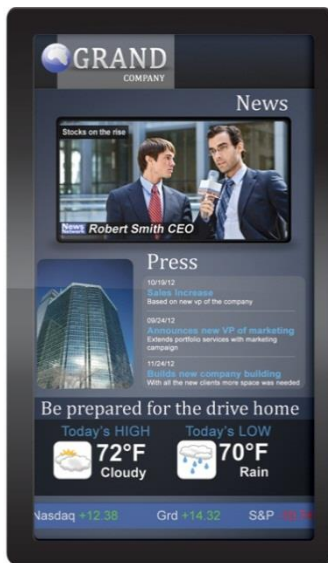 GRAND
COMPANY
News
Stocks on the rise
News
Network
Robert Smith CEO
Press
10/19/12
Sales Increase
Based on new vp of the company
09/24/12
Announces new VP of marketing
Extends portfolio services with marketing
campaign
11/24/12
Builds new company building
With all the new clients more space was needed
Be prepared for the drive home
Today's HIGH Today's LOW
72°F 70°F
Cloudy Rain
Nasdaq +12.38 Grd +14.32 S&P